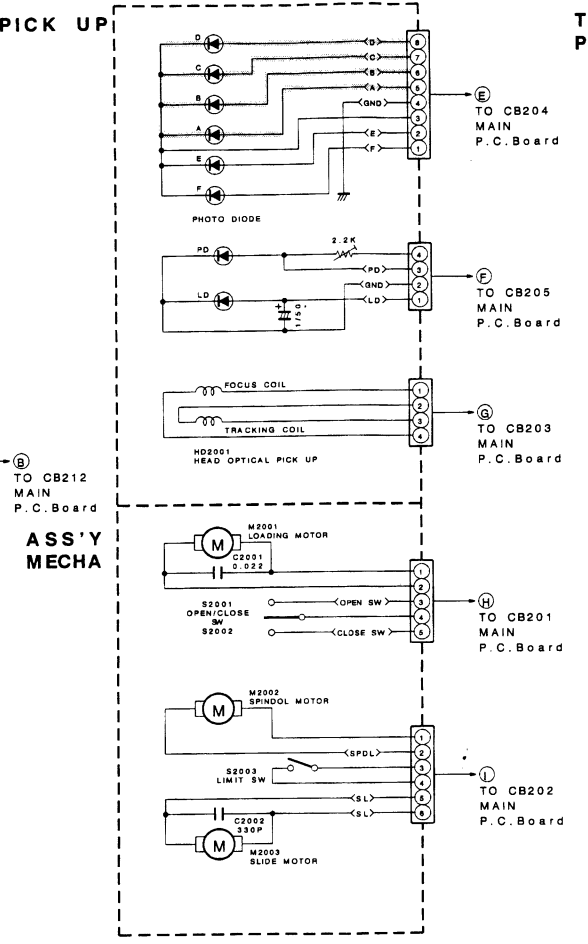 PICK UP
T
P
D
<D>
8
C
<C>
7
B
<B>
6
A
<A>
5
<GND>
4
3
E
<E>
2
F
<F>
1
PHOTO DIODE
E
TO CB204
MAIN
P.C.Board
PD
2.2K
4
<PD>
3
<GND>
2
LD
<LD>
1
+
1/50
F
TO CB205
MAIN
P.C.Board
FOCUS COIL
1
2
3
TRACKING COIL
4
HD2001
HEAD OPTICAL PICK UP
G
TO CB203
MAIN
P.C.Board
B
TO CB212
MAIN
P.C.Board
ASS'Y
MECHA
M2001
LOADING MOTOR
M
C2001
0.022
1
2
S2001
OPEN/CLOSE
SW
S2002
<OPEN SW>
3
4
<CLOSE SW>
5
H
TO CB201
MAIN
P.C.Board
M2002
SPINDOL MOTOR
M
1
<SPDL>
2
S2003
LIMIT SW
3
4
<SL>
5
<SL>
6
C2002
330P
M
M2003
SLIDE MOTOR
I
TO CB202
MAIN
P.C.Board